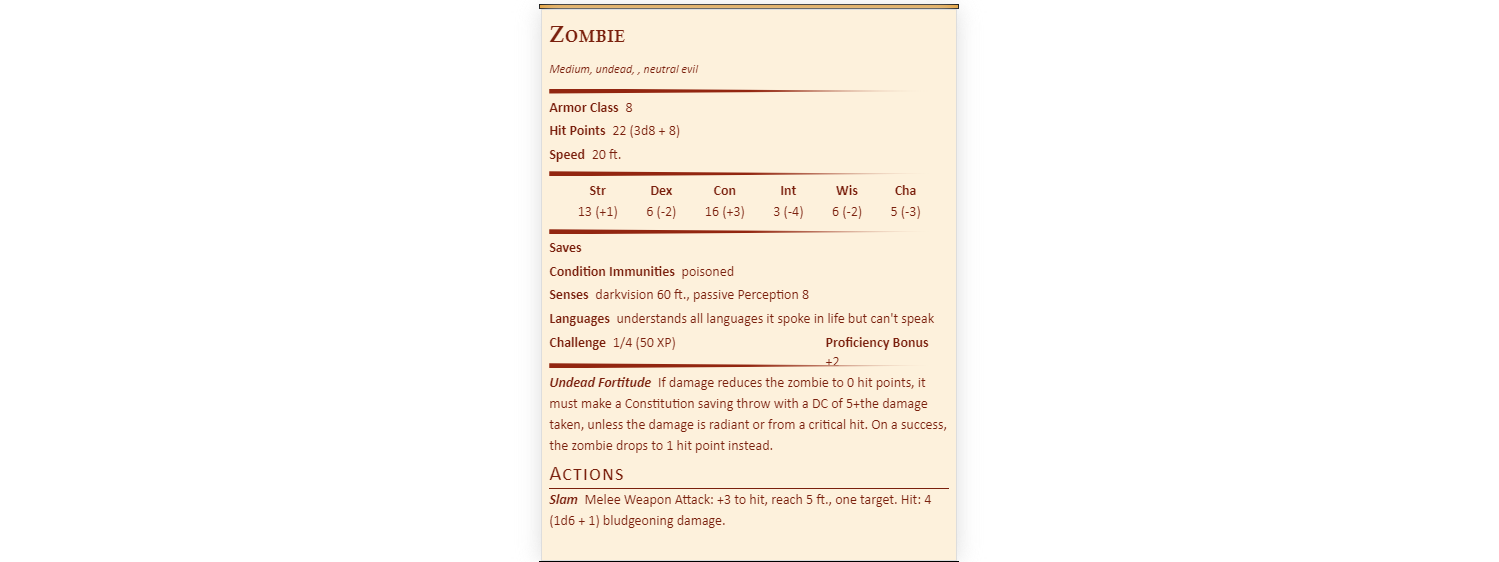 Zombie
Medium, undead, , neutral evil
Armor Class 8
Hit Points 22 (3d8 + 8)
Speed 20 ft.
Str Dex Con Int Wis Cha
13 (+1) 6 (-2) 16 (+3) 3 (-4) 6 (-2) 5 (-3)
Saves
Condition Immunities poisoned
Senses darkvision 60 ft., passive Perception 8
Languages understands all languages it spoke in life but can't speak
Challenge 1/4 (50 XP) Proficiency Bonus
+2
Undead Fortitude If damage reduces the zombie to 0 hit points, it
must make a Constitution saving throw with a DC of 5+the damage
taken, unless the damage is radiant or from a critical hit. On a success,
the zombie drops to 1 hit point instead.
Actions
Slam Melee Weapon Attack: +3 to hit, reach 5 ft., one target. Hit: 4
(1d6 + 1) bludgeoning damage.